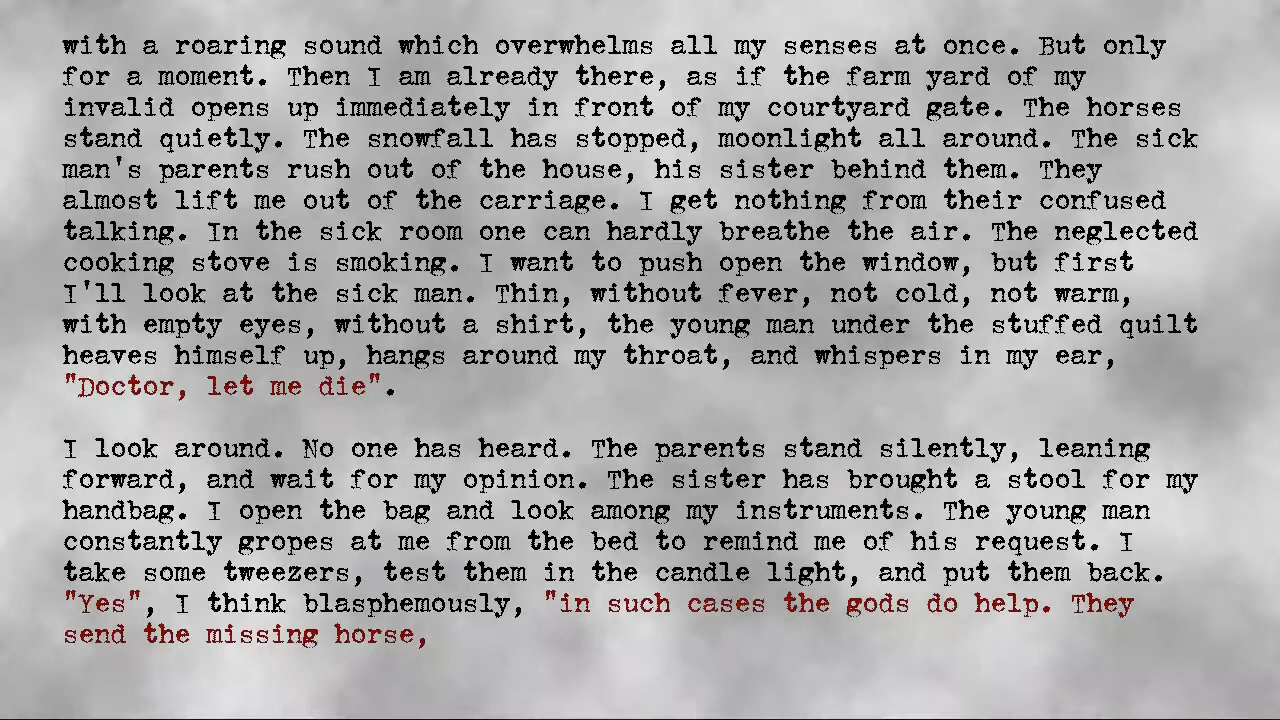 with a roaring sound which overwhelms all my senses at once. But only
for a moment. Then I am already there, as if the farm yard of my
invalid opens up immediately in front of my courtyard gate. The horses
stand quietly. The snowfall has stopped, moonlight all around. The sick
man's parents rush out of the house, his sister behind them. They
almost lift me out of the carriage. I get nothing from their confused
talking. In the sick room one can hardly breathe the air. The neglected
cooking stove is smoking. I want to push open the window, but first
I'll look at the sick man. Thin, without fever, not cold, not warm,
with empty eyes, without a shirt, the young man under the stuffed quilt
heaves himself up, hangs around my throat, and whispers in my ear,
"Doctor, let me die".
I look around. No one has heard. The parents stand silently, leaning
forward, and wait for my opinion. The sister has brought a stool for my
handbag. I open the bag and look among my instruments. The young man
constantly gropes at me from the bed to remind me of his request. I
take some tweezers, test them in the candle light, and put them back.
"Yes", I think blasphemously, "in such cases the gods do help. They
send the missing horse,